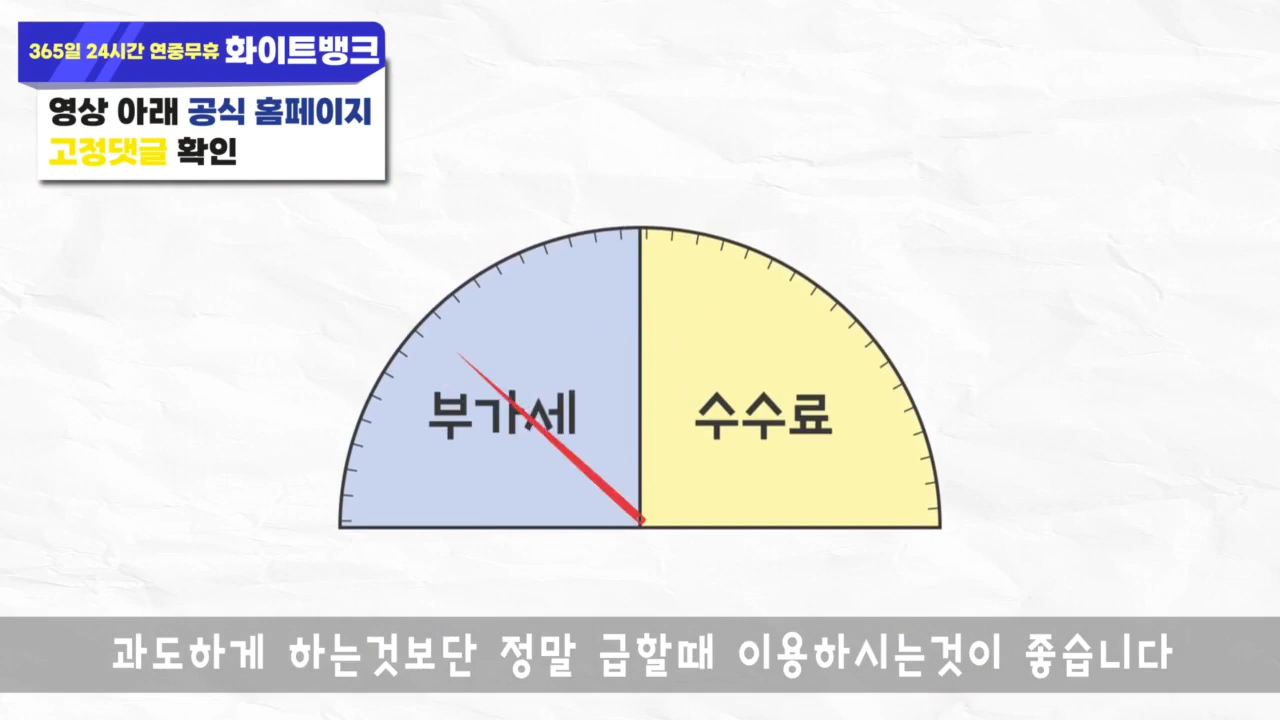 365일 24시간 연중무휴 화이트뱅크
영상 아래 공식 홈페이지
고정댓글 확인
부가세 수수료
과도하게 하는것보단 정말 급할때 이용하시는것이 좋습니다